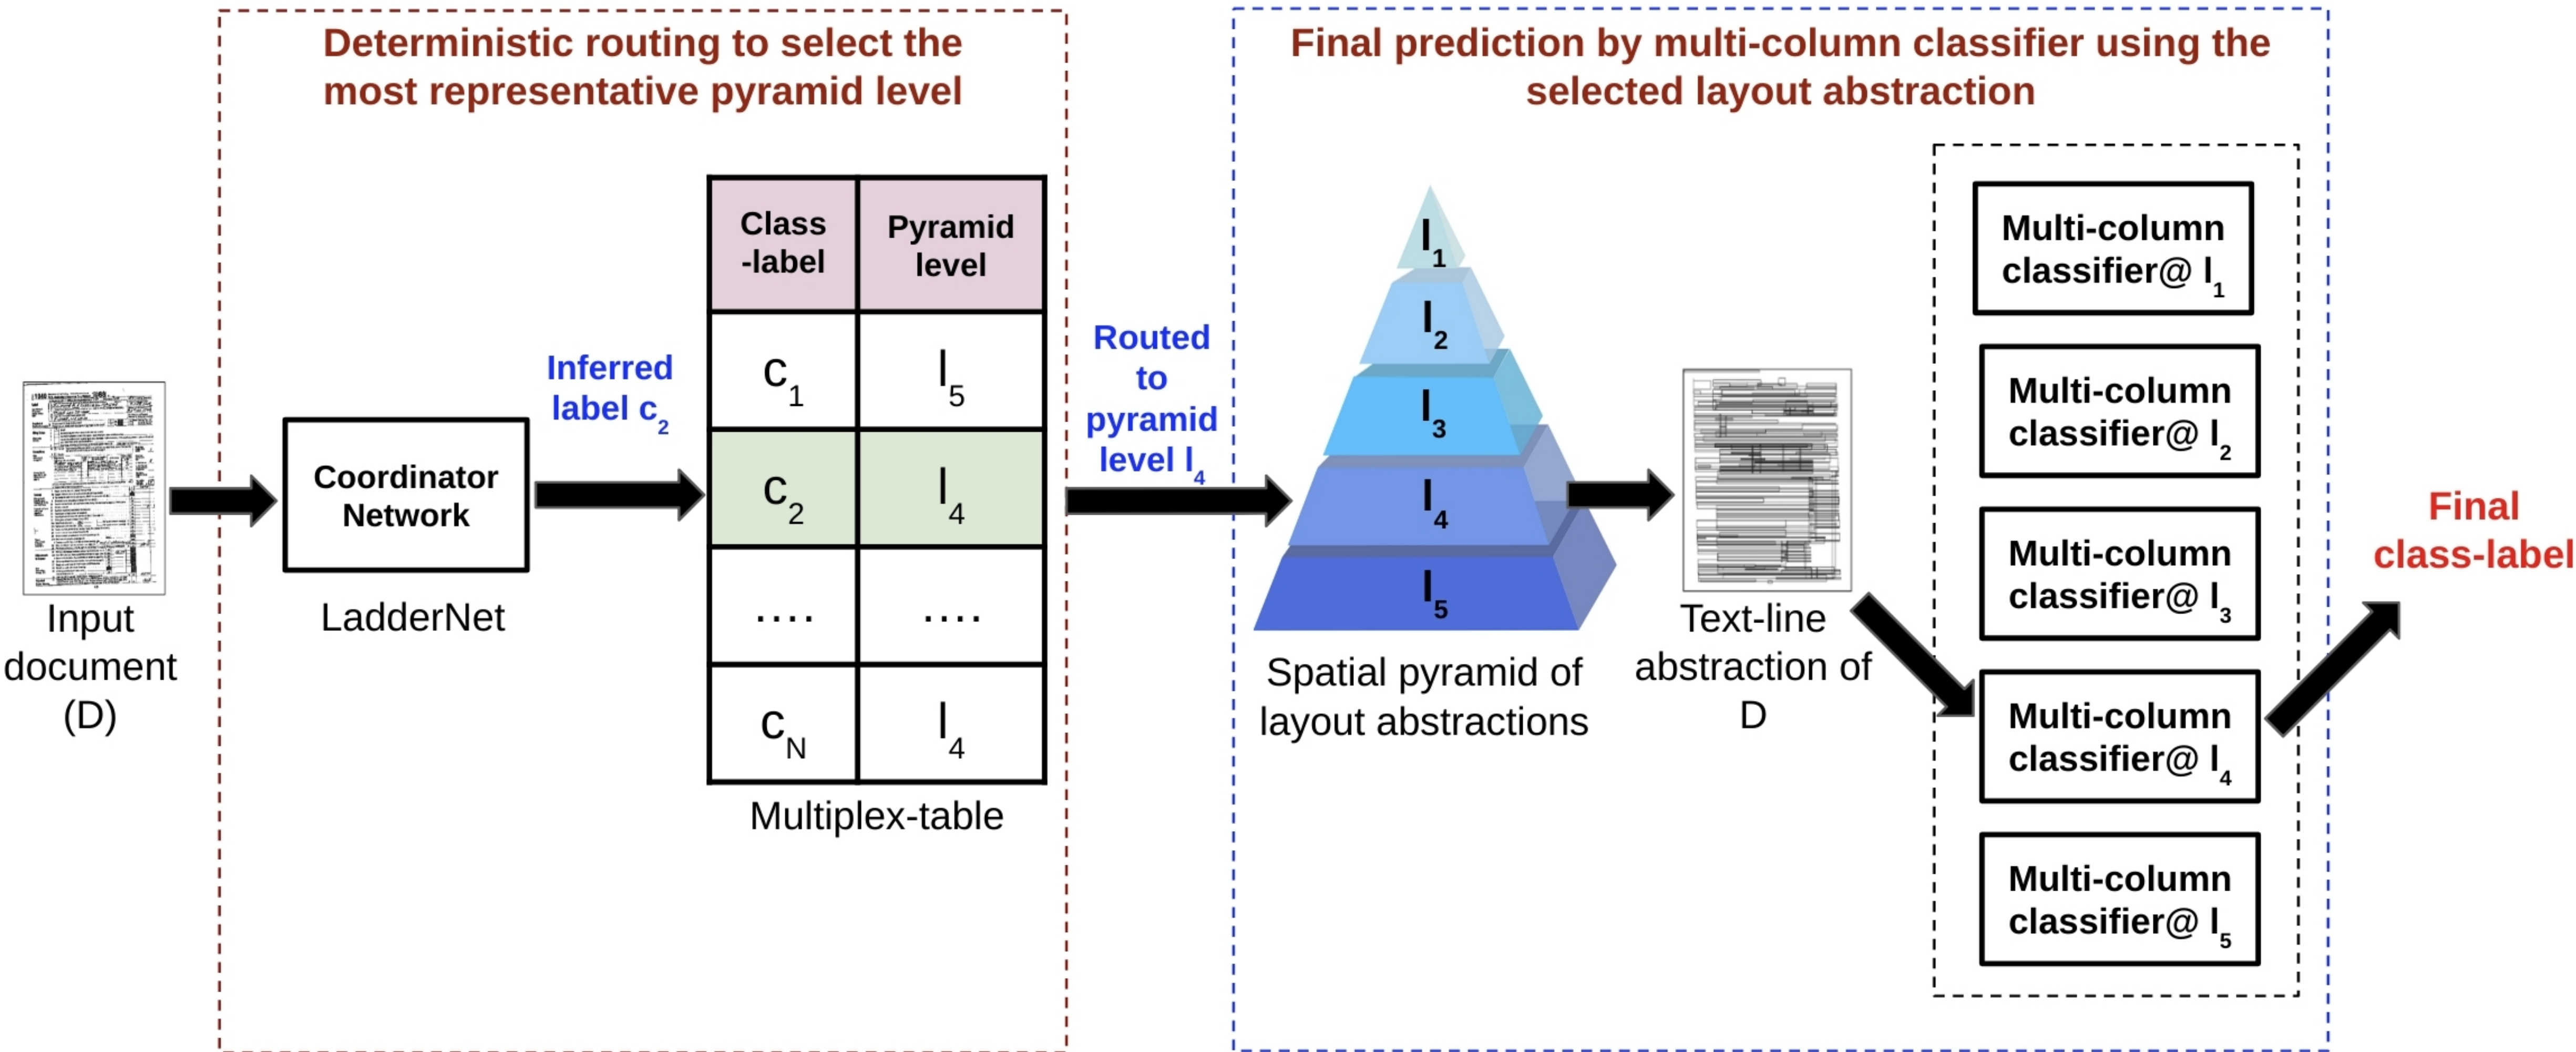 Deterministic routing to select the
most representative pyramid level
Final prediction by multi-column classifier using the
selected layout abstraction
Input
document
(D)
Coordinator
Network
LadderNet
Inferred
label c2
Class
-label
Pyramid
level
c1
l5
c2
l4
....
....
cN
l4
Multiplex-table
Routed
to
pyramid
level l4
l1
l2
l3
l4
l5
Spatial pyramid of
layout abstractions
Text-line
abstraction of
D
Multi-column
classifier@ l1
Multi-column
classifier@ l2
Multi-column
classifier@ l3
Multi-column
classifier@ l4
Multi-column
classifier@ l5
Final
class-label